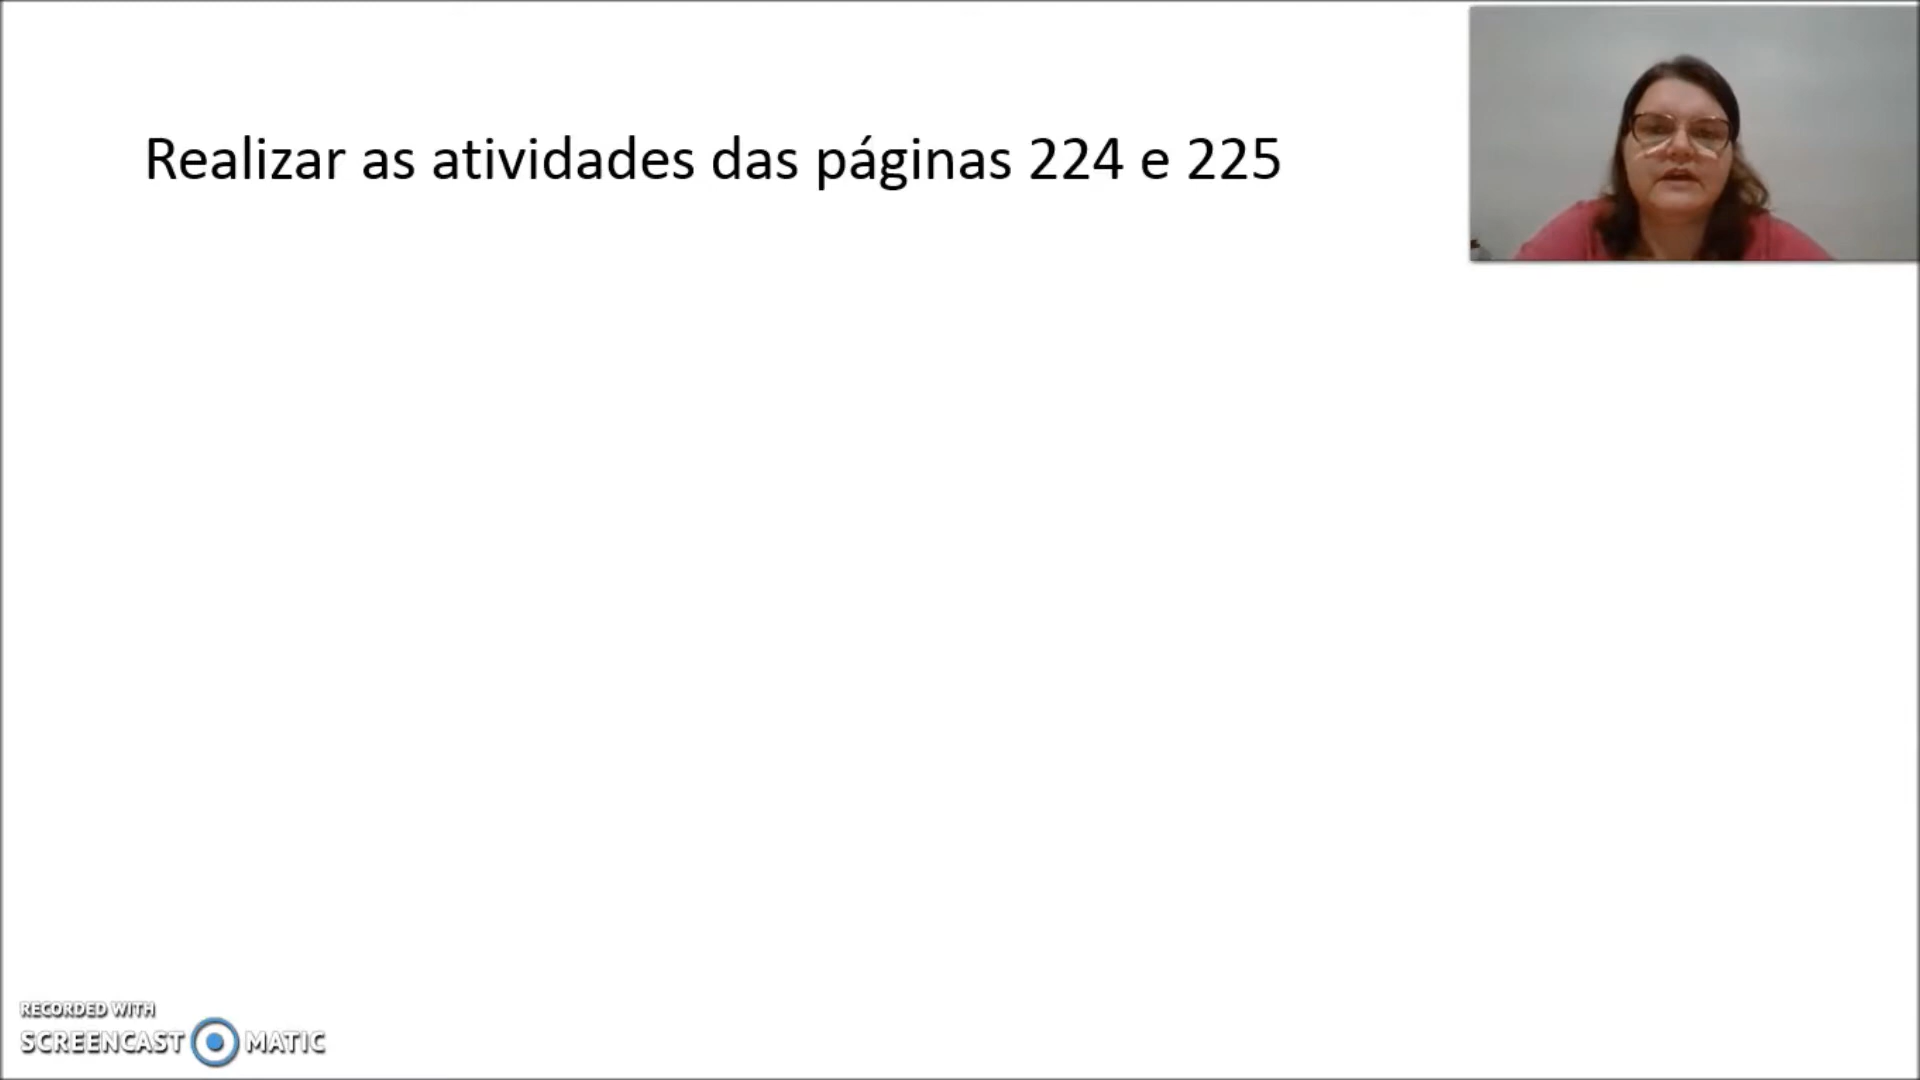 Realizar as atividades das páginas 224 e 225
RECORDED WITH
SCREENCAST MATIC